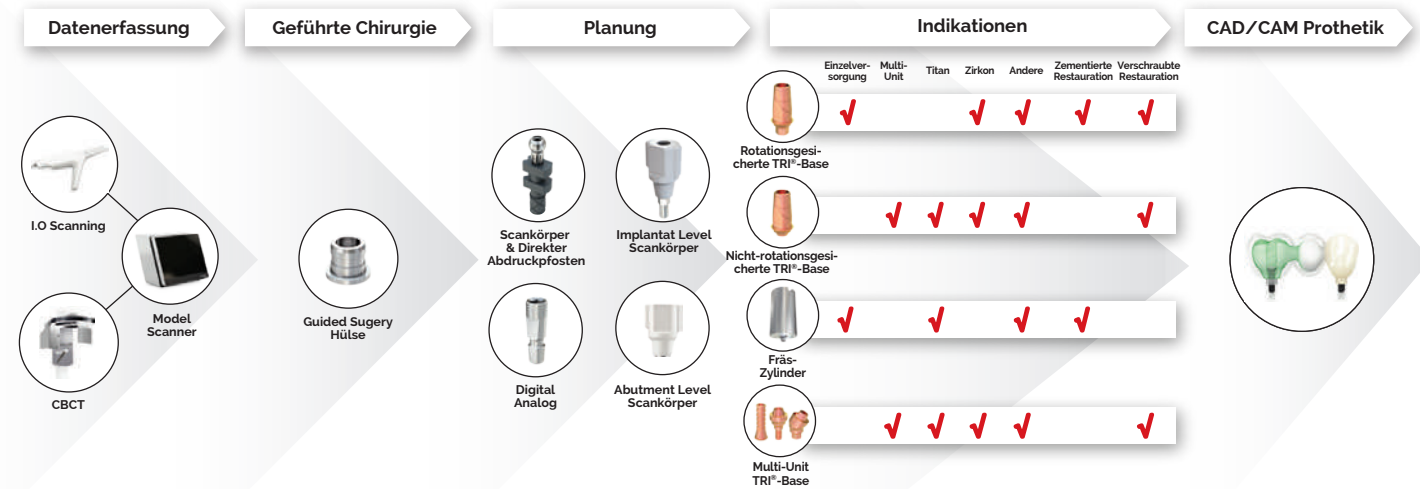 Datenerfassung
Geführte Chirurgie
Planung
Indikationen
CAD/CAM Prothetik
Einzelver-
sorgung
Multi-
Unit
Titan
Zirkon
Andere
Zementierte
Restauration
Verschraubte
Restauration
I.O Scanning
Model
Scanner
CBCT
Guided Sugery
Hülse
Scankörper
& Direkter
Abdruckpfosten
Implantat Level
Scankörper
Digital
Analog
Abutment Level
Scankörper
Rotationsgesi-
cherte TRI®-Base
Nicht-rotationsgesi-
cherte TRI®-Base
Fräs-
Zylinder
Multi-Unit
TRI®-Base